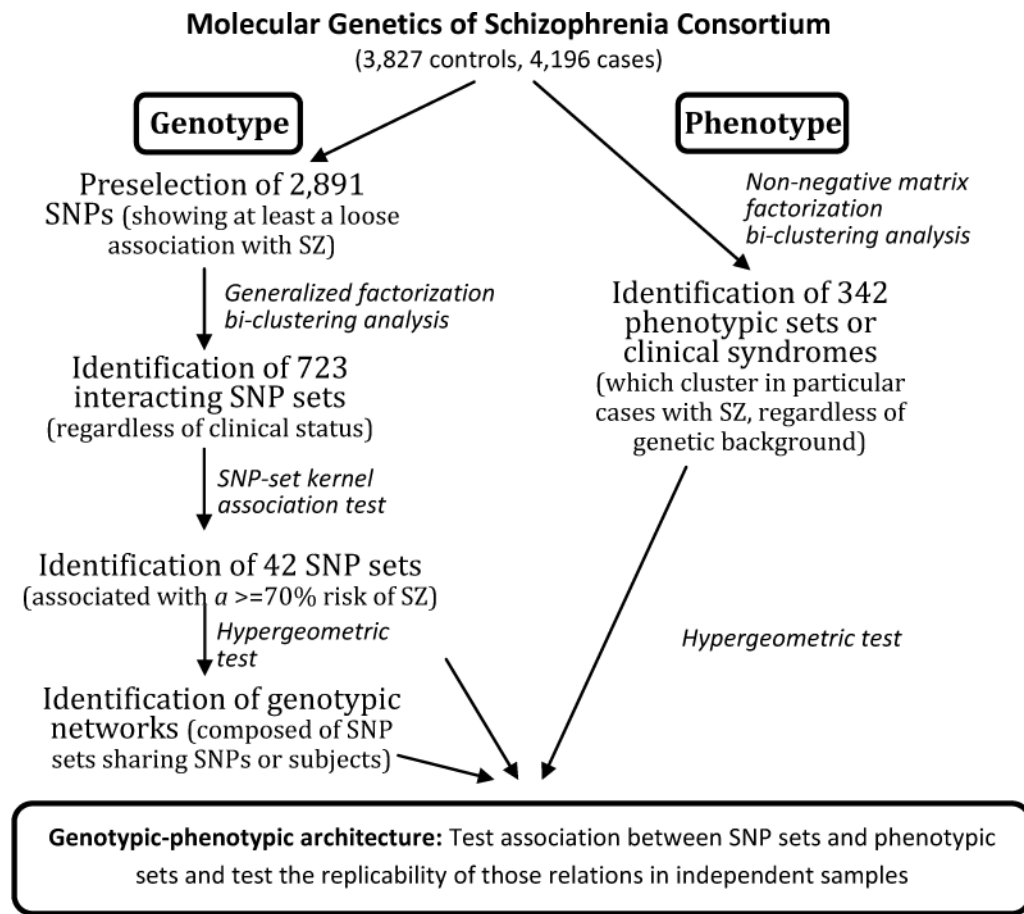 Molecular Genetics of Schizophrenia Consortium
(3,827 controls, 4,196 cases)
Genotype
Preselection of 2,891
SNPs (showing at least a loose
association with SZ)
Generalized factorization
bi-clustering analysis
Identification of 723
interacting SNP sets
(regardless of clinical status)
SNP-set kernel
association test
Identification of 42 SNP sets
(associated with a >=70% risk of SZ)
Hypergeometric
test
Identification of genotypic
networks (composed of SNP
sets sharing SNPs or subjects)
Phenotype
Non-negative matrix
factorization
bi-clustering analysis
Identification of 342
phenotypic sets or
clinical syndromes
(which cluster in particular
cases with SZ, regardless of
genetic background)
Hypergeometric test
Genotypic-phenotypic architecture: Test association between SNP sets and phenotypic
sets and test the replicability of those relations in independent samples